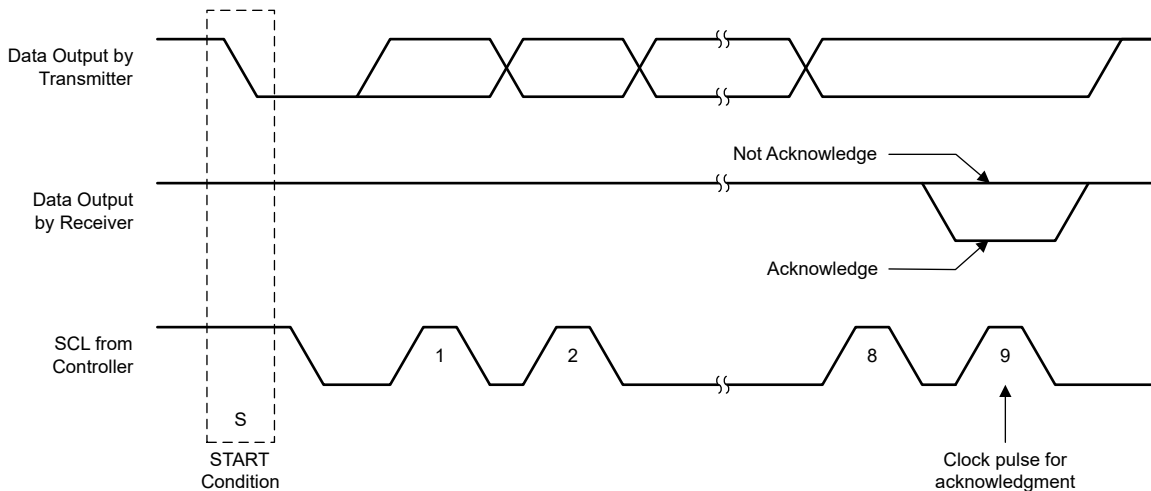 Data Output by
Transmitter
Not Acknowledge
Data Output
by Receiver
Acknowledge
SCL from
Controller
1
2
8
9
S
START
Condition
Clock pulse for
acknowledgment